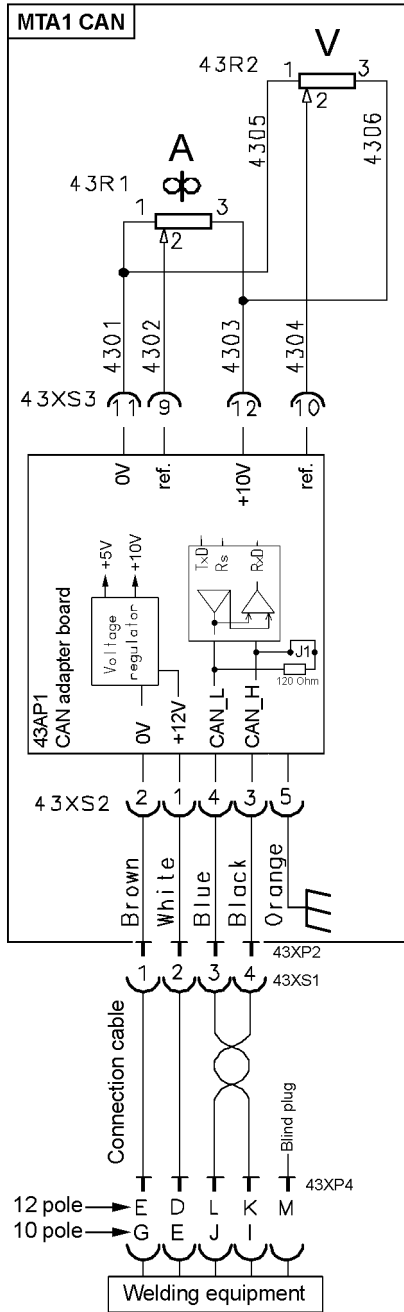 MTA1 CAN
V
43R2
1
3
2
A
43R1
1
3
2
4305
4306
4301
4302
4303
4304
43XS3
11
9
12
10
0V
ref.
+10V
ref.
+5V
+10V
TxD
Rs
RxD
Voltage
regulator
J1
120 Ohm
43AP1
CAN adapter board
0V
+12V
CAN_L
CAN_H
43XS2
2
1
4
3
5
Brown
White
Blue
Black
Orange
43XP2
1
2
3
4
43XS1
Connection cable
Blind plug
43XP4
12 pole E D L K M
10 pole G E J I
Welding equipment